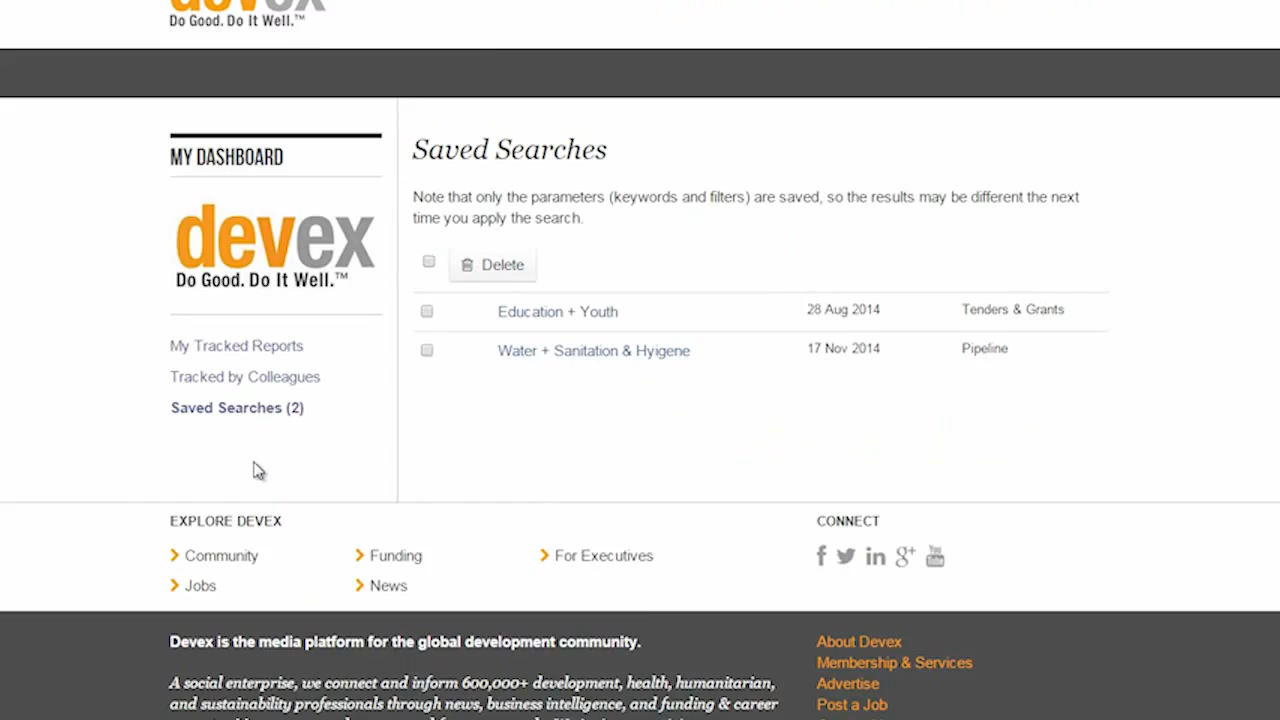 devex
Do Good. Do It Well.™
MY DASHBOARD
devex
Do Good. Do It Well.™
My Tracked Reports
Tracked by Colleagues
Saved Searches (2)
Saved Searches
Note that only the parameters (keywords and filters) are saved, so the results may be different the next
time you apply the search.
Delete
Education + Youth 28 Aug 2014 Tenders & Grants
Water + Sanitation & Hyigene 17 Nov 2014 Pipeline
EXPLORE DEVEX
Community Funding For Executives
Jobs News
CONNECT
You Tube
Devex is the media platform for the global development community.
A social enterprise, we connect and inform 600,000+ development, health, humanitarian,
and sustainability professionals through news, business intelligence, and funding & career
About Devex
Membership & Services
Advertise
Post a Job